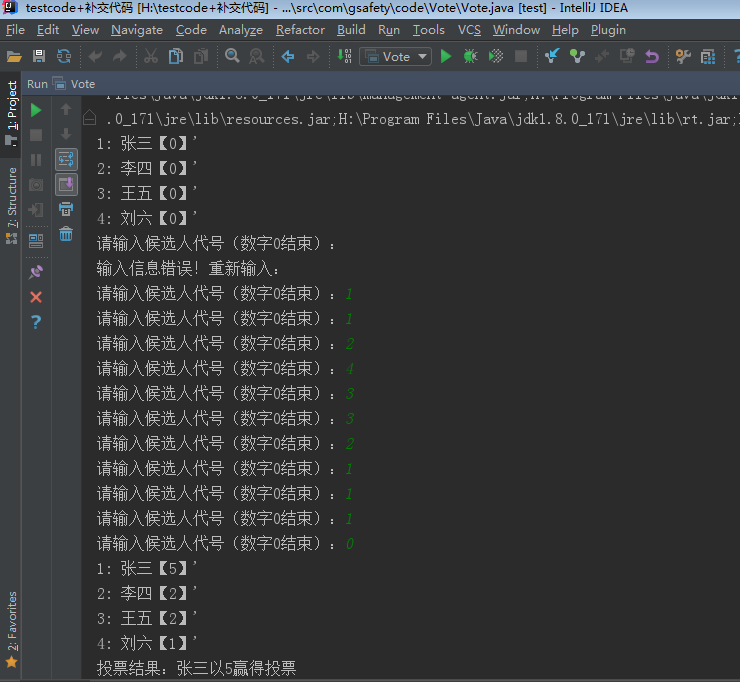 testcode+补交代码 [H:\testcode+补交代码] - ...\src\com\gsafety\code\Vote\Vote.java [test] - IntelliJ IDEA
File Edit View Navigate Code Analyze Refactor Build Run Tools VCS Window Help Plugin
Vote
Run Vote
1: Project
7: Structure
2: Favorites
.0_171\jre\lib\resources.jar;H:\Program Files\Java\jdk1.8.0_171\jre\lib\rt.jar;
1: 张三【0】'
2: 李四【0】'
3: 王五【0】'
4: 刘六【0】'
请输入候选人代号（数字0结束）：
输入信息错误！重新输入：
请输入候选人代号（数字0结束）：1
请输入候选人代号（数字0结束）：1
请输入候选人代号（数字0结束）：2
请输入候选人代号（数字0结束）：4
请输入候选人代号（数字0结束）：3
请输入候选人代号（数字0结束）：3
请输入候选人代号（数字0结束）：2
请输入候选人代号（数字0结束）：1
请输入候选人代号（数字0结束）：1
请输入候选人代号（数字0结束）：1
请输入候选人代号（数字0结束）：0
1: 张三【5】'
2: 李四【2】'
3: 王五【2】'
4: 刘六【1】'
投票结果：张三以5赢得投票